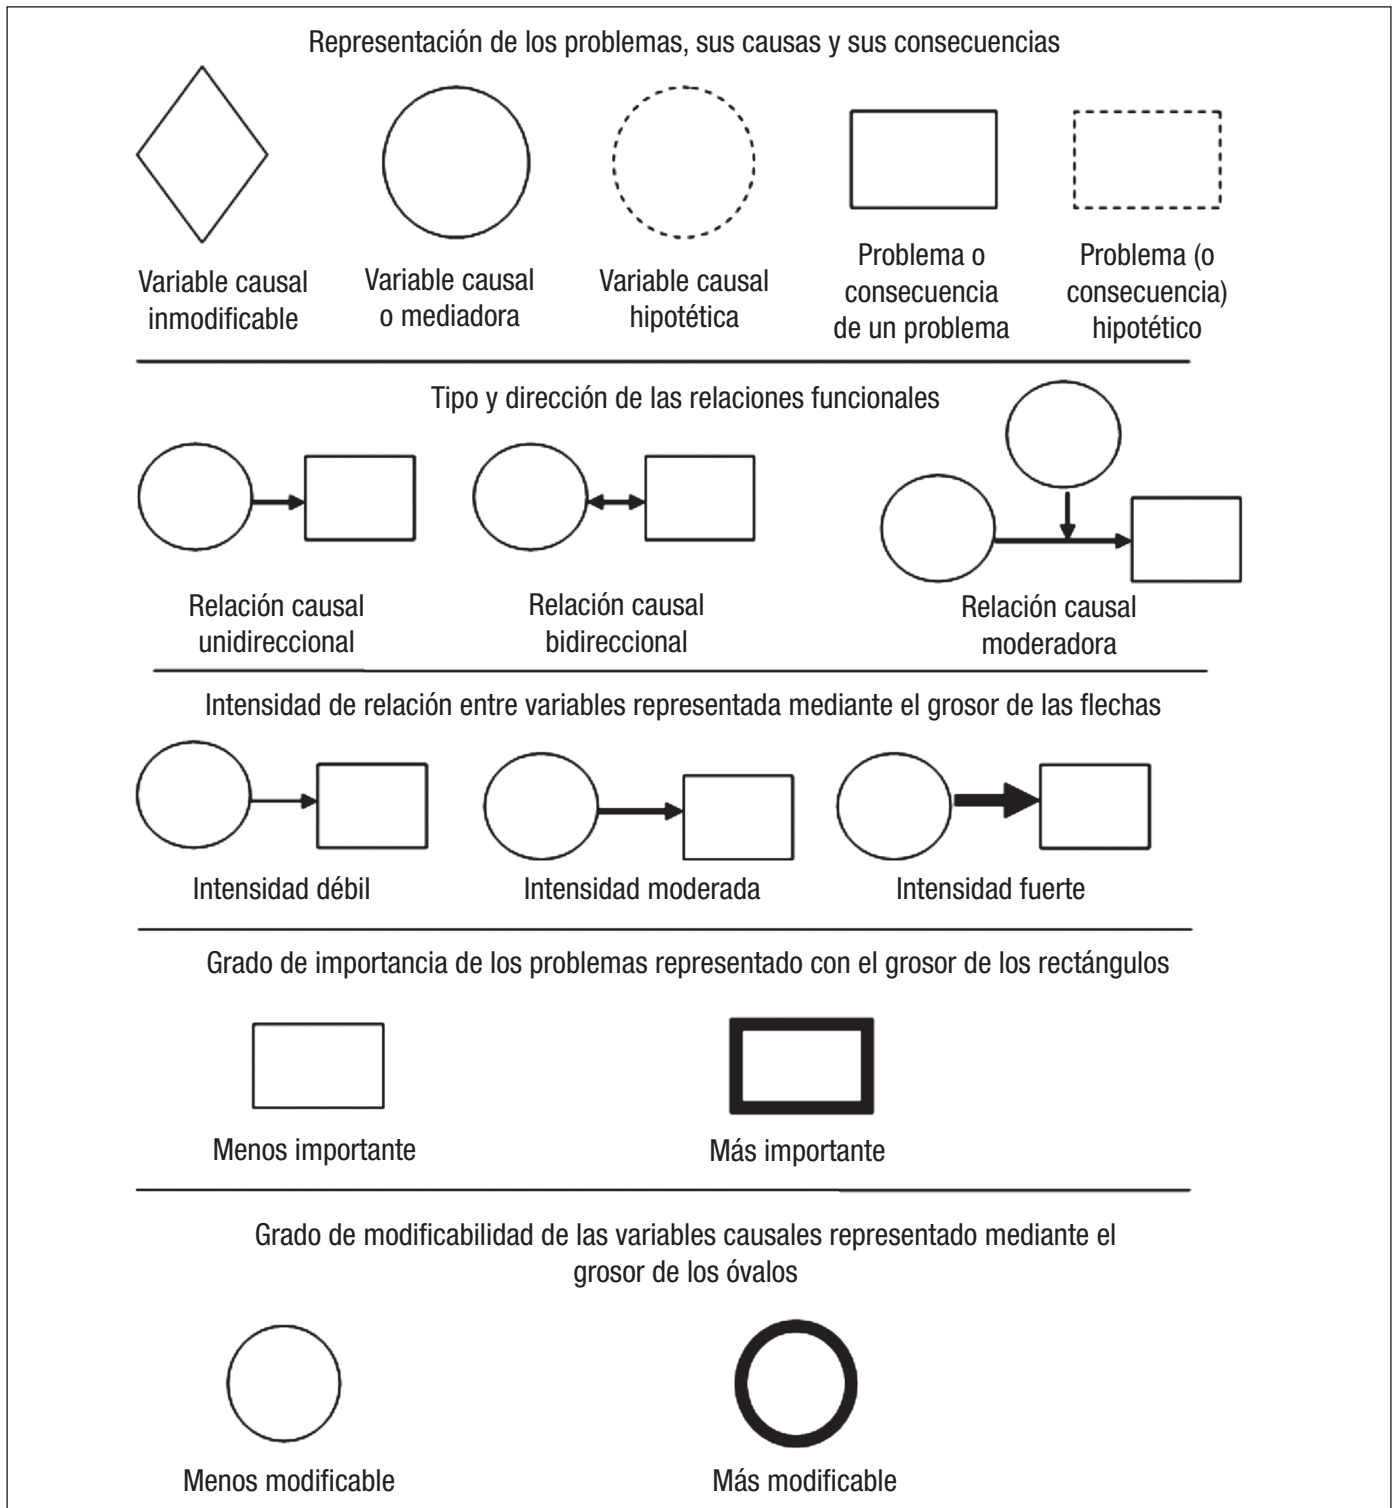 Representación de los problemas, sus causas y sus consecuencias
Variable causal
inmodificable
Variable causal
o mediadora
Variable causal
hipotética
Problema o
consecuencia
de un problema
Problema (o
consecuencia)
hipotético
Tipo y dirección de las relaciones funcionales
Relación causal
unidireccional
Relación causal
bidireccional
Relación causal
moderadora
Intensidad de relación entre variables representada mediante el grosor de las flechas
Intensidad débil
Intensidad moderada
Intensidad fuerte
Grado de importancia de los problemas representado con el grosor de los rectángulos
Menos importante
Más importante
Grado de modificabilidad de las variables causales representado mediante el
grosor de los óvalos
Menos modificable
Más modificable